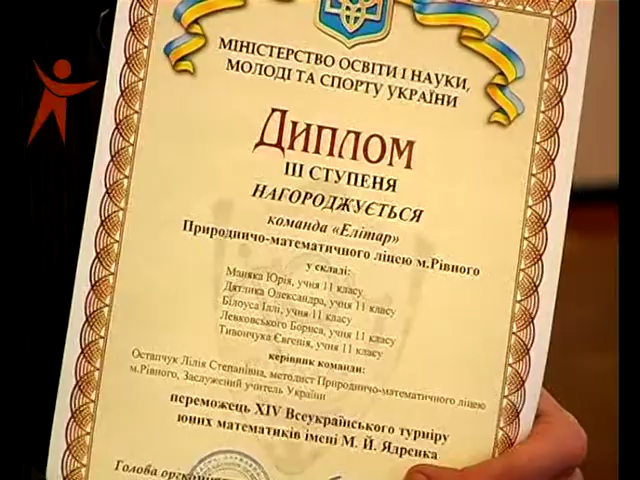 МІНІСТЕРСТВО ОСВІТИ І НАУКИ,
МОЛОДІ ТА СПОРТУ УКРАЇНИ
ДИПЛОМ
ІІІ СТУПЕНЯ
НАГОРОДЖУЄТЬСЯ
команда «Елітар»
Природничо-математичного ліцею м.Рівного
у складі:
Маняка Юрія, учня 11 класу
Дятлика Олександра, учня 11 класу
Білоуса Іллі, учня 11 класу
Левковського Бориса, учня 11 класу
Тивончука Євгенія, учня 11 класу
керівник команди:
Остапчук Лілія Степанівна, методист Природничо-математичного ліцею
м.Рівного, Заслужений учитель України
переможець XIV Всеукраїнського турніру
юних математиків імені М. Й. Ядренка
Голова